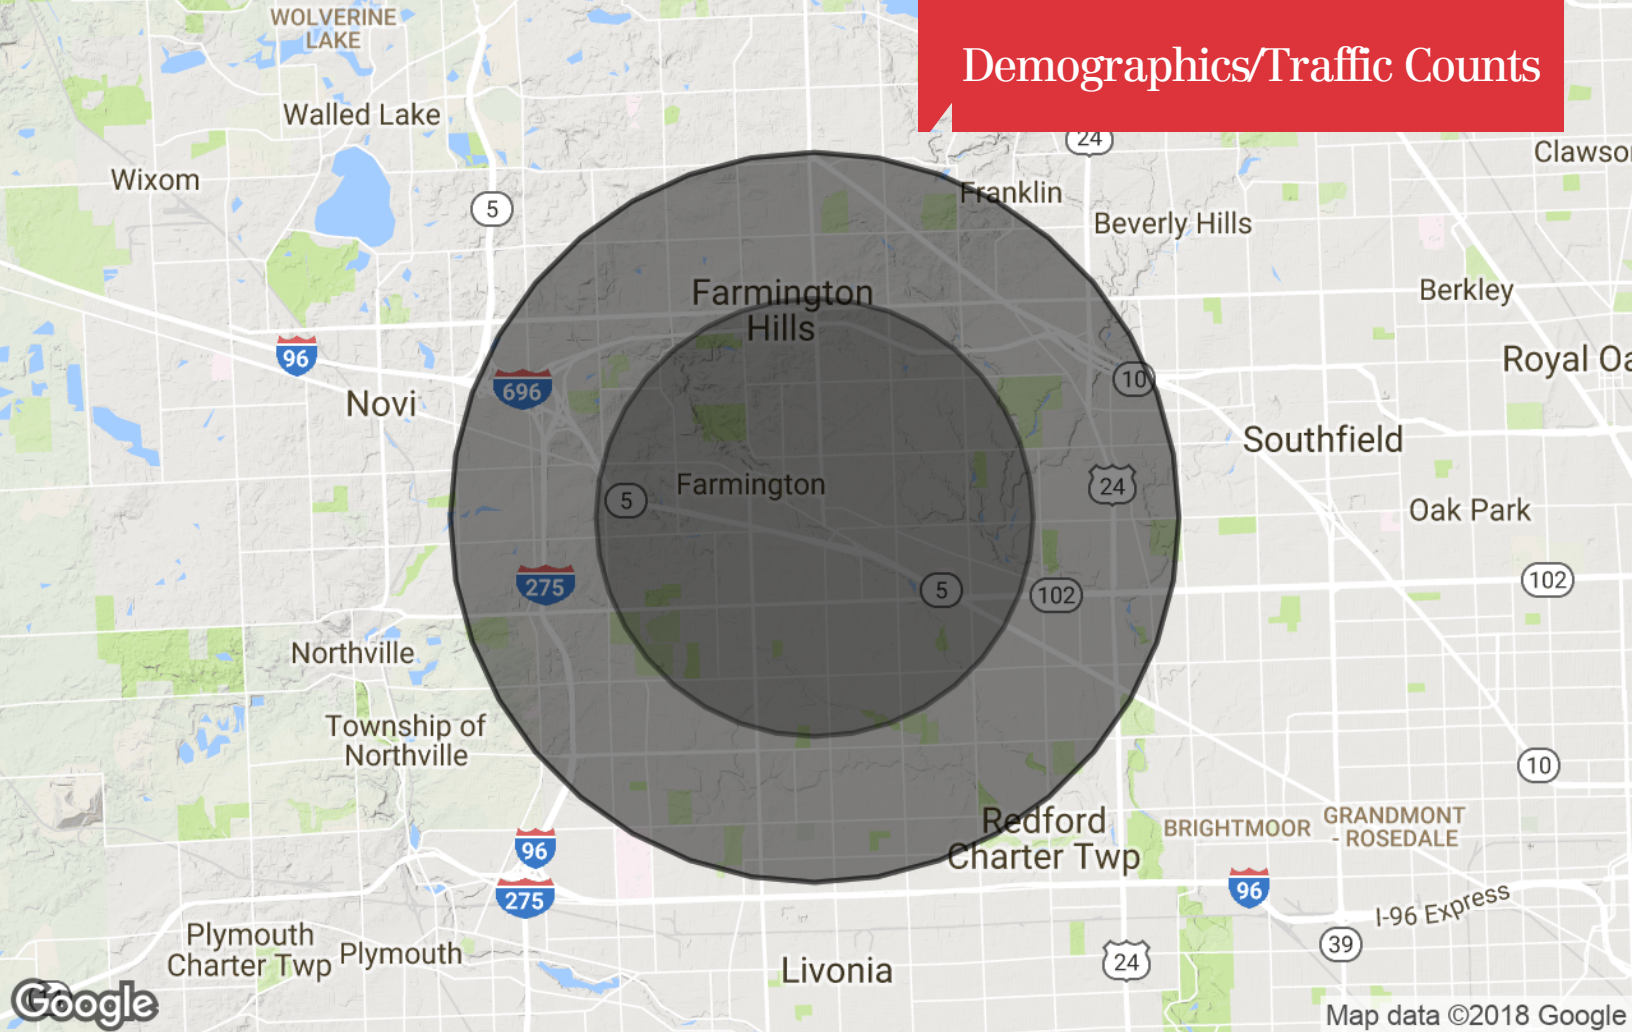 WOLVERINE
LAKE
Demographics/Traffic Counts
Walled Lake
24
Clawso
Wixom
Franklin
5
Beverly Hills
Farmington
Hills
Berkley
96
Royal Oa
696
10
Novi
Southfield
Farmington
24
5
Oak Park
275
5
102
102
Northville
Township of
Northville
10
Redford
Charter Twp
BRIGHTMOOR
GRANDMONT
- ROSEDALE
96
275
96
I-96 Express
Plymouth
Charter Twp
Plymouth
39
24
Livonia
Google
Map data ©2018 Google